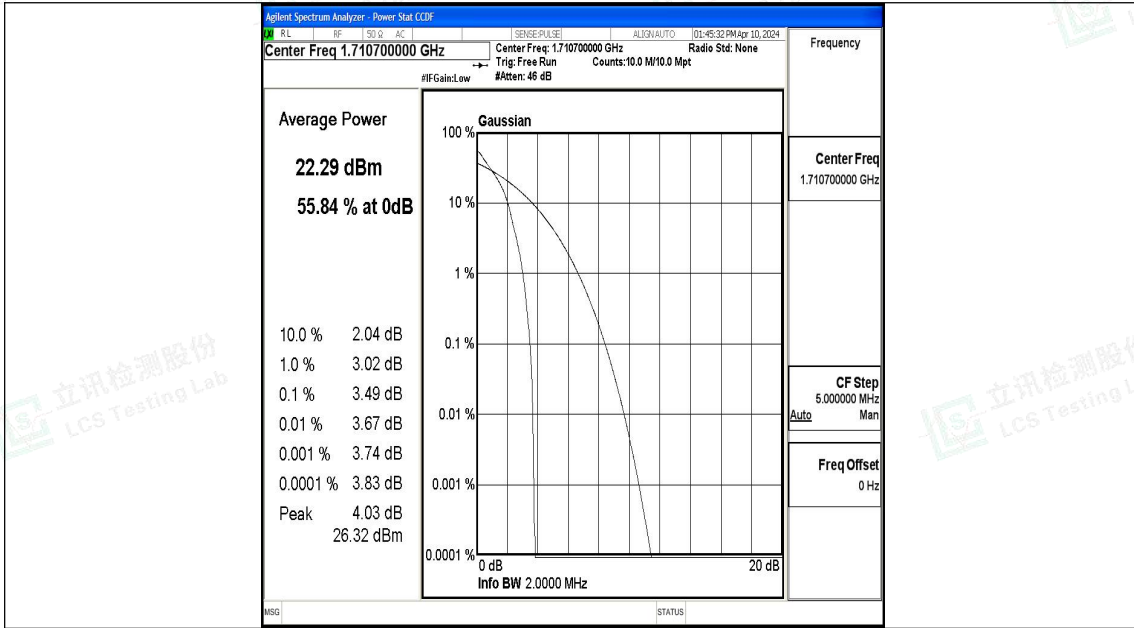 Agilent Spectrum Analyzer - Power Stat CCDF
RL RF 50 Ω AC SENSE:PULSE ALIGN AUTO 01:45:32 PM Apr 10, 2024
Center Freq 1.710700000 GHz
Center Freq: 1.710700000 GHz Radio Std: None
Trig: Free Run Counts:10.0 M/10.0 Mpt
#IFGain:Low #Atten: 46 dB
Frequency
Average Power
22.29 dBm
55.84 % at 0dB
10.0 % 2.04 dB
1.0 % 3.02 dB
0.1 % 3.49 dB
0.01 % 3.67 dB
0.001 % 3.74 dB
0.0001 % 3.83 dB
Peak 4.03 dB
26.32 dBm
Gaussian
100 %
10 %
1 %
0.1 %
0.01 %
0.001 %
0.0001 %
0 dB 20 dB
Info BW 2.0000 MHz
Center Freq
1.710700000 GHz
CF Step
5.000000 MHz
Auto Man
Freq Offset
0 Hz
MSG STATUS
立讯检测股份
LCS Testing Lab
立讯检测股份
LCS Testing L